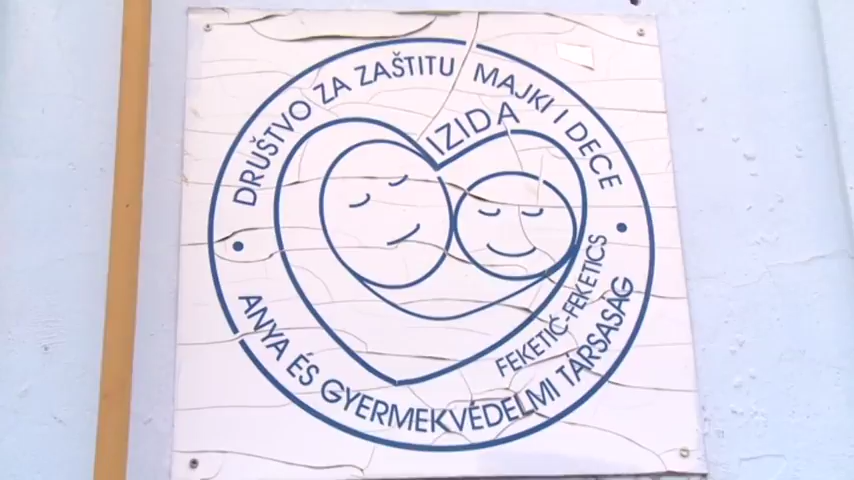 DRUŠTVO ZA ZAŠTITU MAJKI I DECE
IZIDA
FEKETIĆ-FEKETICS
ANYA ÉS GYERMEKVÉDELMI TÁRSASÁG